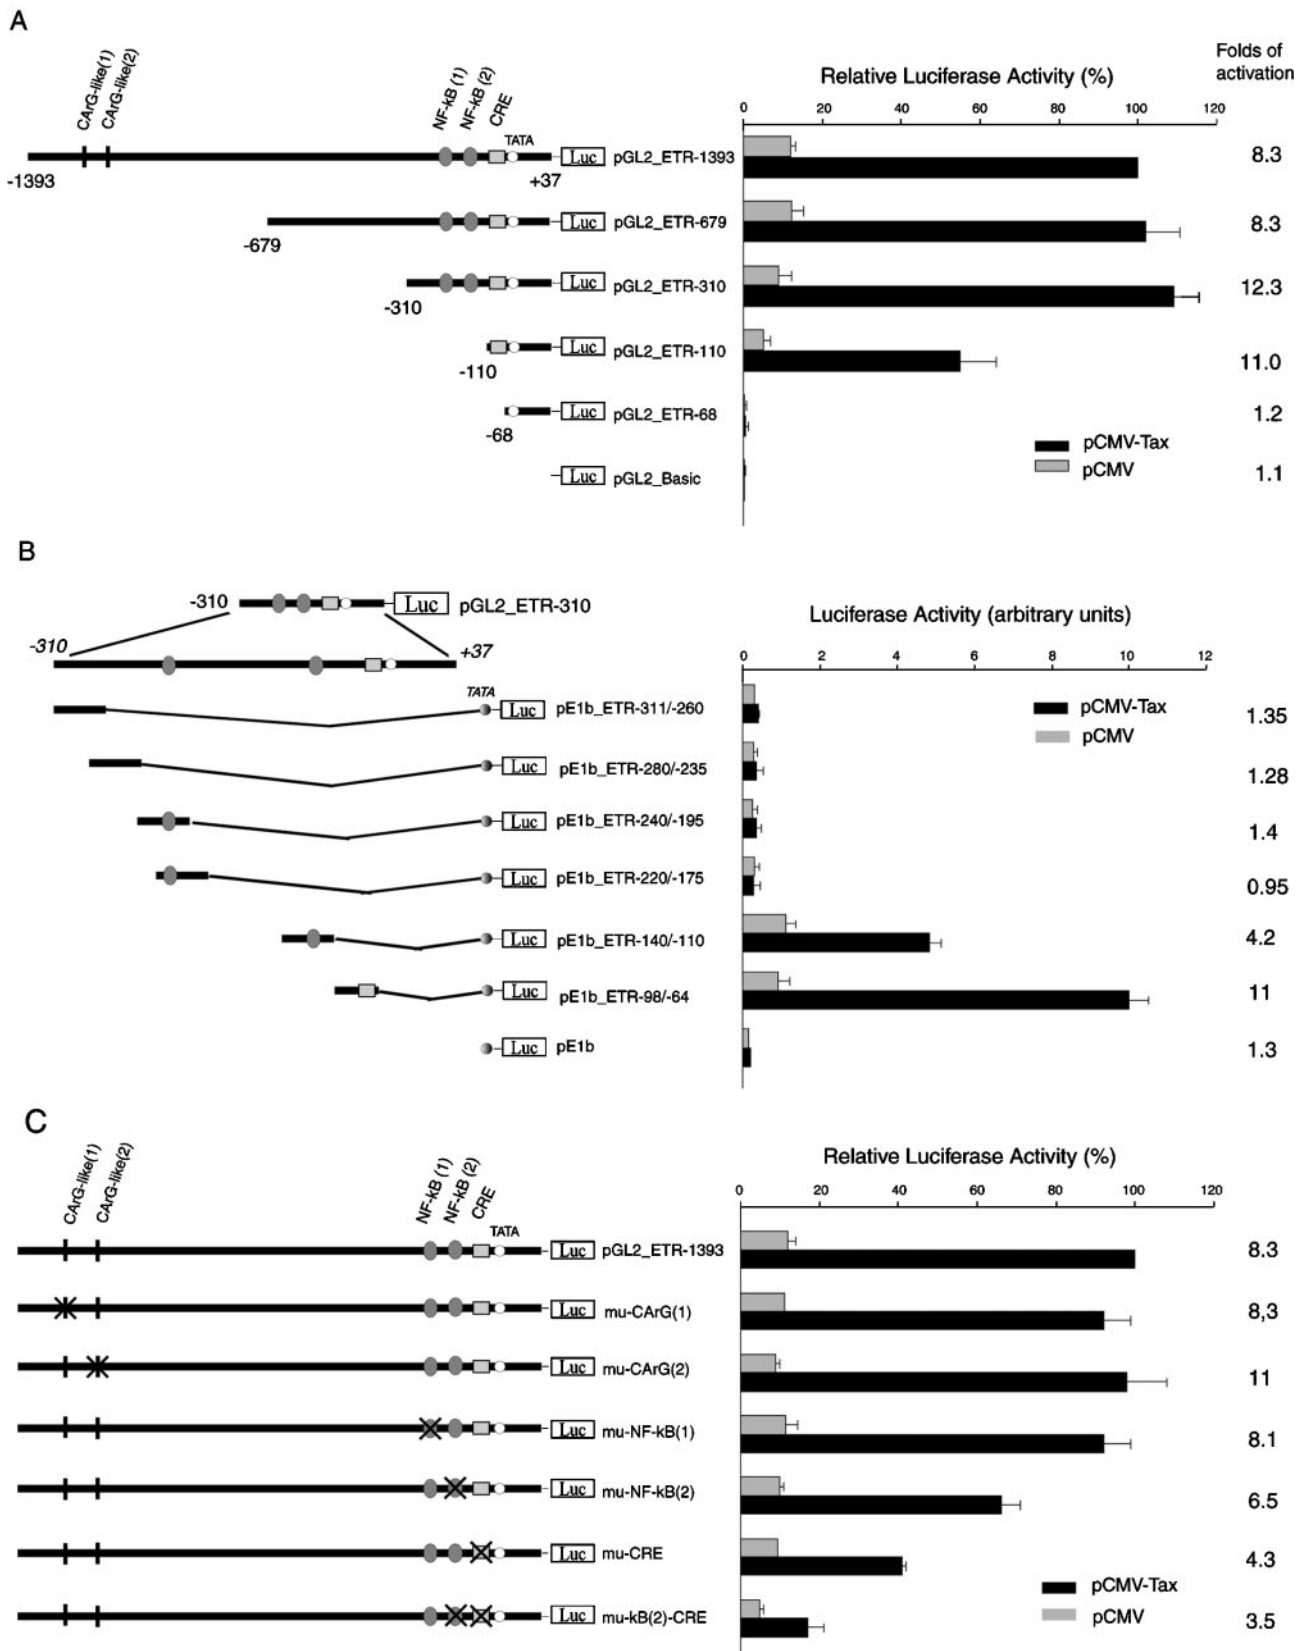 A
CArG-like(1)
CArG-like(2)
NF-kB (1)
NF-kB (2)
CRE
TATA
Relative Luciferase Activity (%)
Folds of
activation
0 20 40 60 80 100 120
-1393
+37
Luc
pGL2_ETR-1393
8.3
-679
Luc
pGL2_ETR-679
8.3
-310
Luc
pGL2_ETR-310
12.3
-110
Luc
pGL2_ETR-110
11.0
-68
Luc
pGL2_ETR-68
1.2
Luc
pGL2_Basic
1.1
pCMV-Tax
pCMV
B
-310
Luc
pGL2_ETR-310
-310
+37
Luciferase Activity (arbitrary units)
0 2 4 6 8 10 12
TATA
Luc
pE1b_ETR-311/-260
1.35
pCMV-Tax
pCMV
Luc
pE1b_ETR-280/-235
1.28
Luc
pE1b_ETR-240/-195
1.4
Luc
pE1b_ETR-220/-175
0.95
Luc
pE1b_ETR-140/-110
4.2
Luc
pE1b_ETR-98/-64
11
Luc
pE1b
1.3
C
CArG-like(1)
CArG-like(2)
NF-kB (1)
NF-kB (2)
CRE
TATA
Relative Luciferase Activity (%)
0 20 40 60 80 100 120
Luc
pGL2_ETR-1393
8.3
Luc
mu-CArG(1)
8,3
Luc
mu-CArG(2)
11
Luc
mu-NF-kB(1)
8.1
Luc
mu-NF-kB(2)
6.5
Luc
mu-CRE
4.3
Luc
mu-kB(2)-CRE
3.5
pCMV-Tax
pCMV